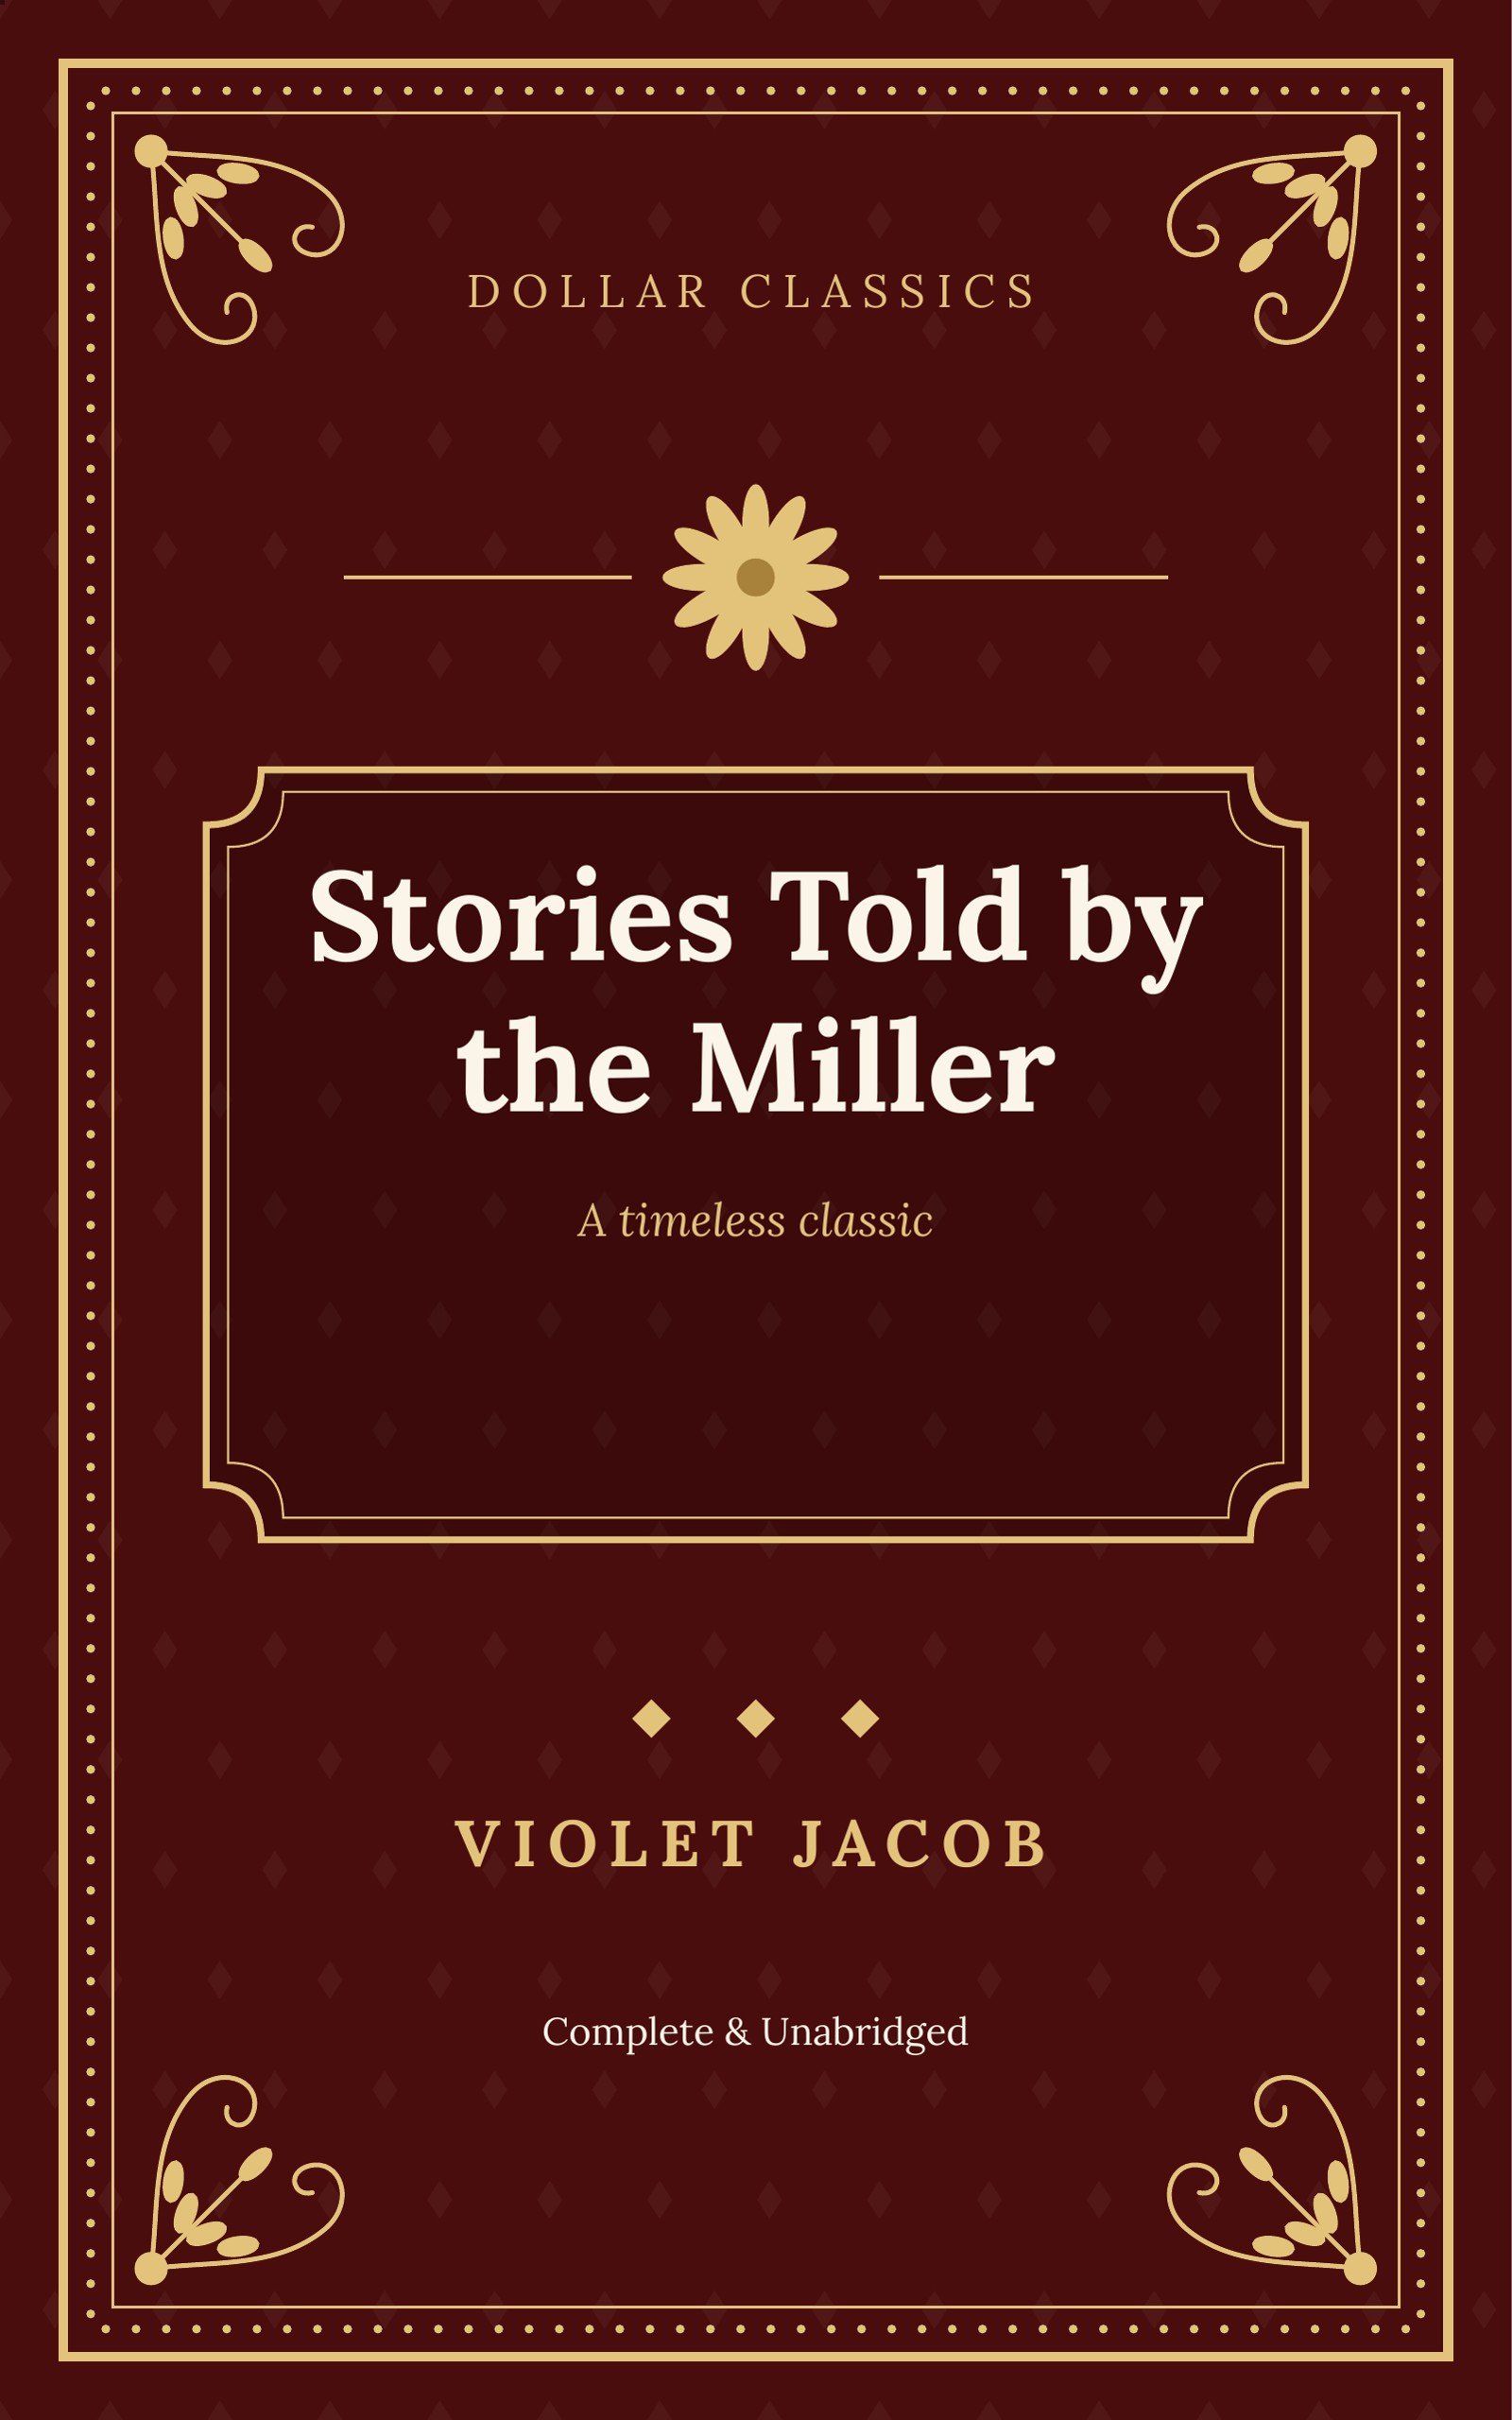 DOLLAR CLASSICS
Stories Told by
the Miller
A timeless classic
VIOLET JACOB
Complete & Unabridged